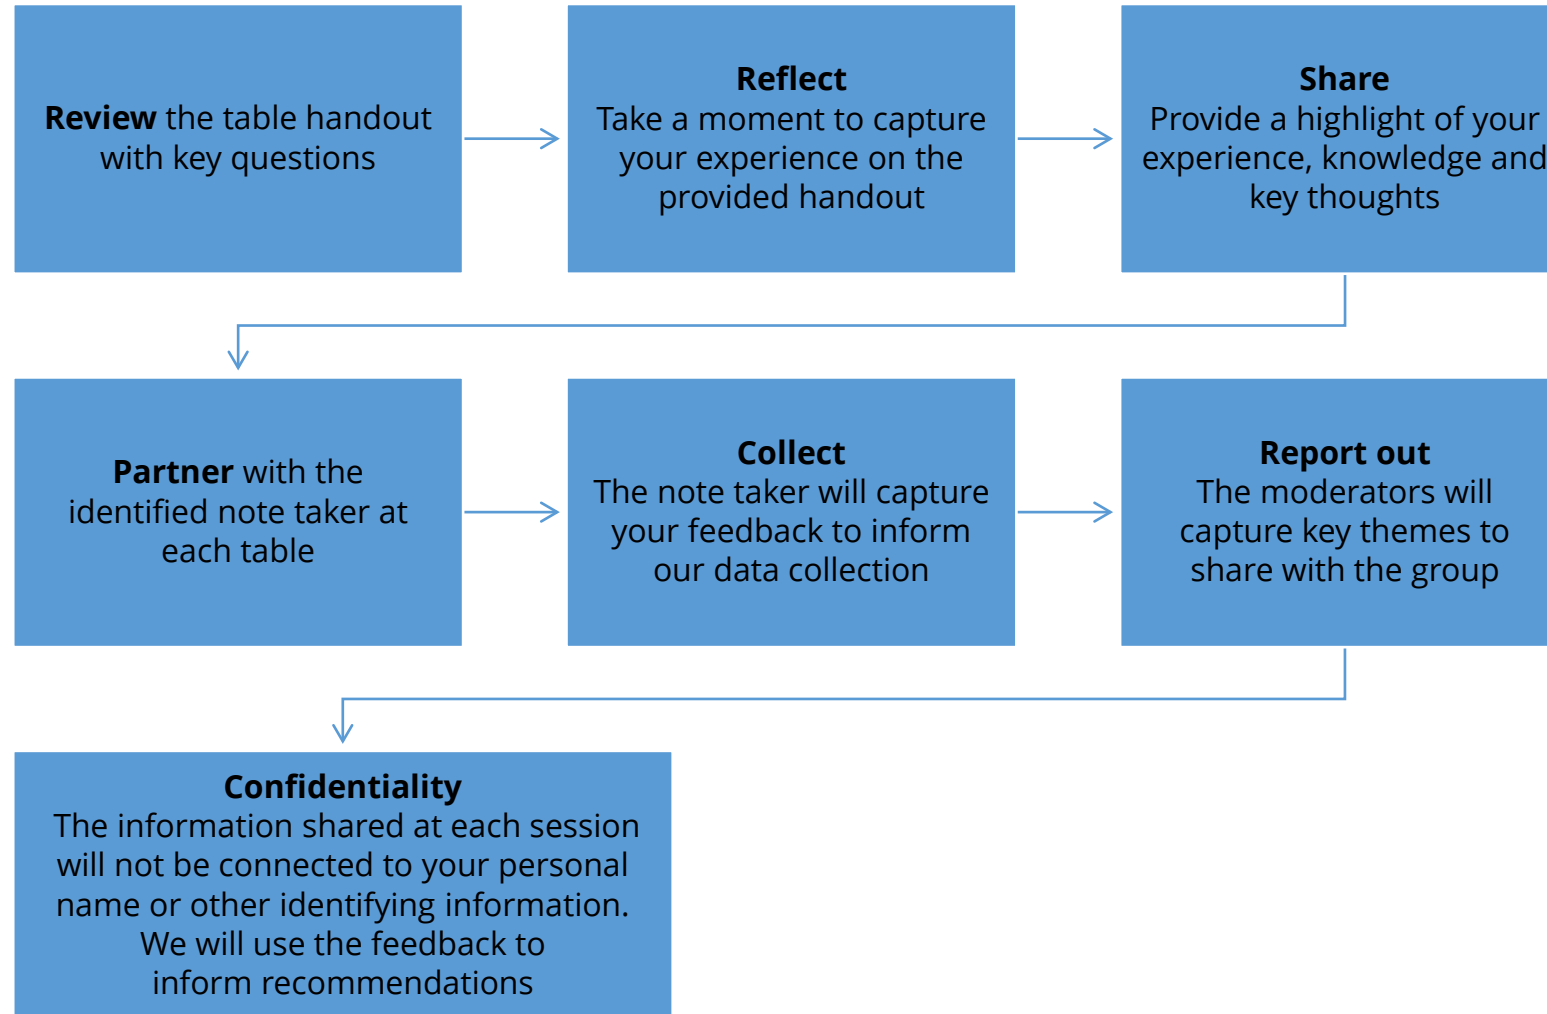 Review the table handout
with key questions
Reflect
Take a moment to capture
your experience on the
provided handout
Share
Provide a highlight of your
experience, knowledge and
key thoughts
Partner with the
identified note taker at
each table
Collect
The note taker will capture
your feedback to inform
our data collection
Report out
The moderators will
capture key themes to
share with the group
Confidentiality
The information shared at each session
will not be connected to your personal
name or other identifying information.
We will use the feedback to
inform recommendations